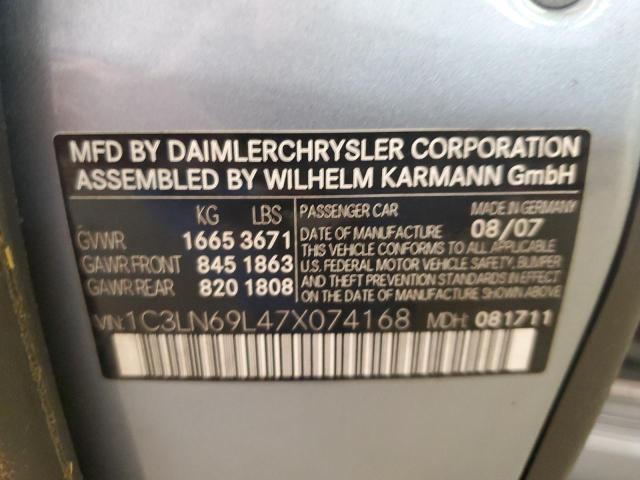 MFD BY DAIMLERCHRYSLER CORPORATION
ASSEMBLED BY WILHELM KARMANN GmbH
KG LBS
GVWR 1665 3671
GAWR FRONT 845 1863
GAWR REAR 820 1808
PASSENGER CAR MADE IN GERMANY
DATE OF MANUFACTURE 08/07
THIS VEHICLE CONFORMS TO ALL APPLICABLE
U.S. FEDERAL MOTOR VEHICLE SAFETY, BUMPER
AND THEFT PREVENTION STANDARDS IN EFFECT
ON THE DATE OF MANUFACTURE SHOWN ABOVE.
VIN: 1C3LN69L47X074168 MDH: 081711